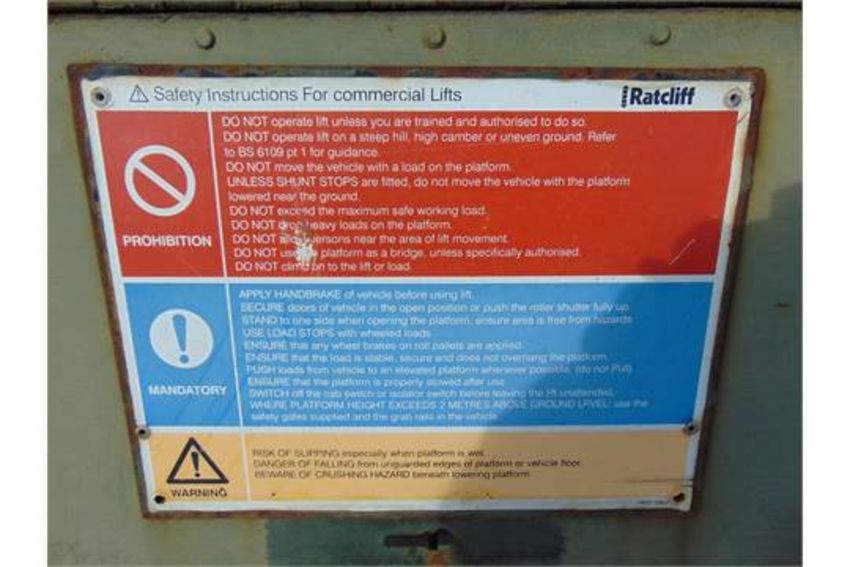 Safety Instructions For commercial Lifts
Ratcliff
DO NOT operate lift unless you are trained and authorised to do so.
DO NOT operate lift on a steep hill, high camber or uneven ground. Refer
to BS 6109 pt 1 for guidance.
DO NOT move the vehicle with a load on the platform.
UNLESS SHUNT STOPS are fitted, do not move the vehicle with the platform
lowered near the ground.
DO NOT exceed the maximum safe working load.
DO NOT drop heavy loads on the platform.
DO NOT allow persons near the area of lift movement.
DO NOT use the platform as a bridge, unless specifically authorised.
DO NOT climb on to the lift or load.
PROHIBITION
APPLY HANDBRAKE of vehicle before using lift.
SECURE doors of vehicle in the open position or push the roller shutter fully up.
STAND to one side when opening the platform, ensure area is free from hazards.
USE LOAD STOPS with wheeled loads.
ENSURE that any wheel brakes on roll pallets are applied.
ENSURE that the load is stable, secure and does not overhang the platform.
PUSH loads from vehicle to an elevated platform whenever possible, (do not Pull).
ENSURE that the platform is properly stowed after use.
SWITCH off the cab switch or isolator switch before leaving the lift unattended.
WHERE PLATFORM HEIGHT EXCEEDS 2 METRES ABOVE GROUND LEVEL: use the
safety gates supplied and the grab rails in the vehicle.
MANDATORY
RISK OF SLIPPING especially when platform is wet.
DANGER OF FALLING from unguarded edges of platform or vehicle floor.
BEWARE OF CRUSHING HAZARD beneath lowering platform.
WARNING